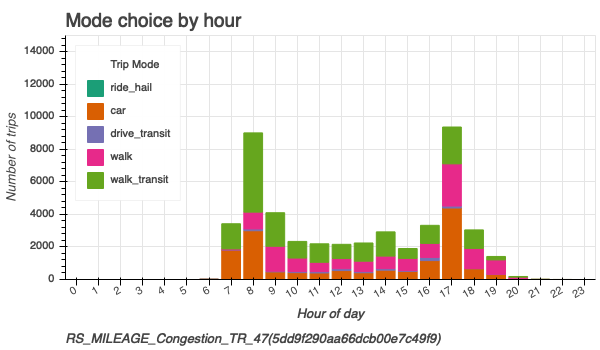 Mode choice by hour
Number of trips
14000
12000
10000
8000
6000
4000
2000
0
Trip Mode
ride_hail
car
drive_transit
walk
walk_transit
0 1 2 3 4 5 6 7 8 9 10 11 12 13 14 15 16 17 18 19 20 21 22 23
Hour of day
RS_MILEAGE_Congestion_TR_47(5dd9f290aa66dcb00e7c49f9)